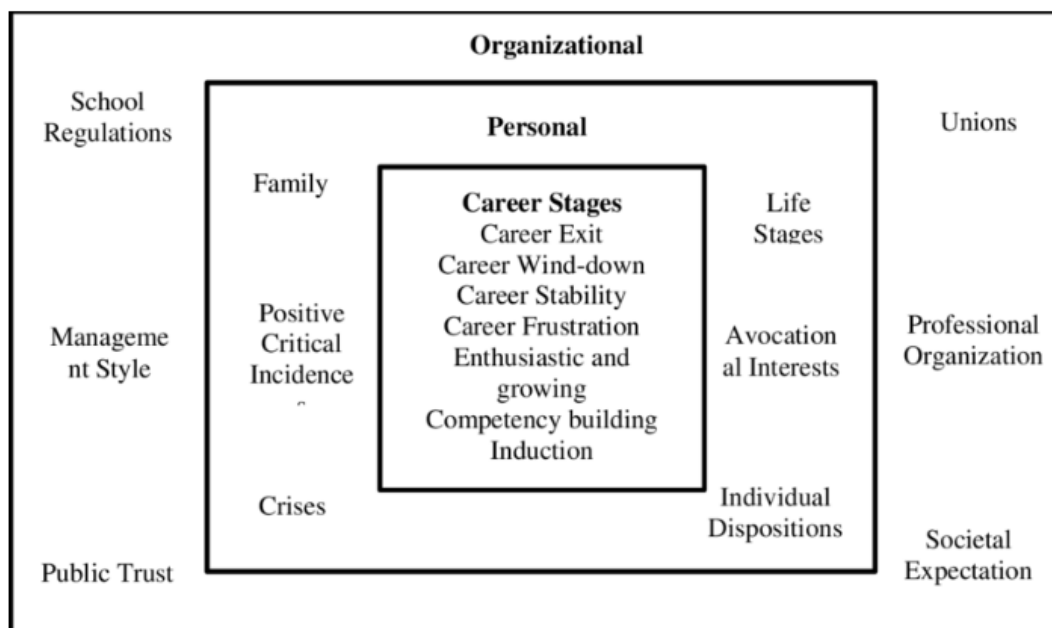 Organizational
School
Regulations
Unions
Personal
Family
Career Stages
Career Exit
Career Wind-down
Career Stability
Career Frustration
Enthusiastic and
growing
Competency building
Induction
Life
Stages
Positive
Critical
Incidence
Manageme
nt Style
Avocation
al Interests
Professional
Organization
Crises
Individual
Dispositions
Public Trust
Societal
Expectation